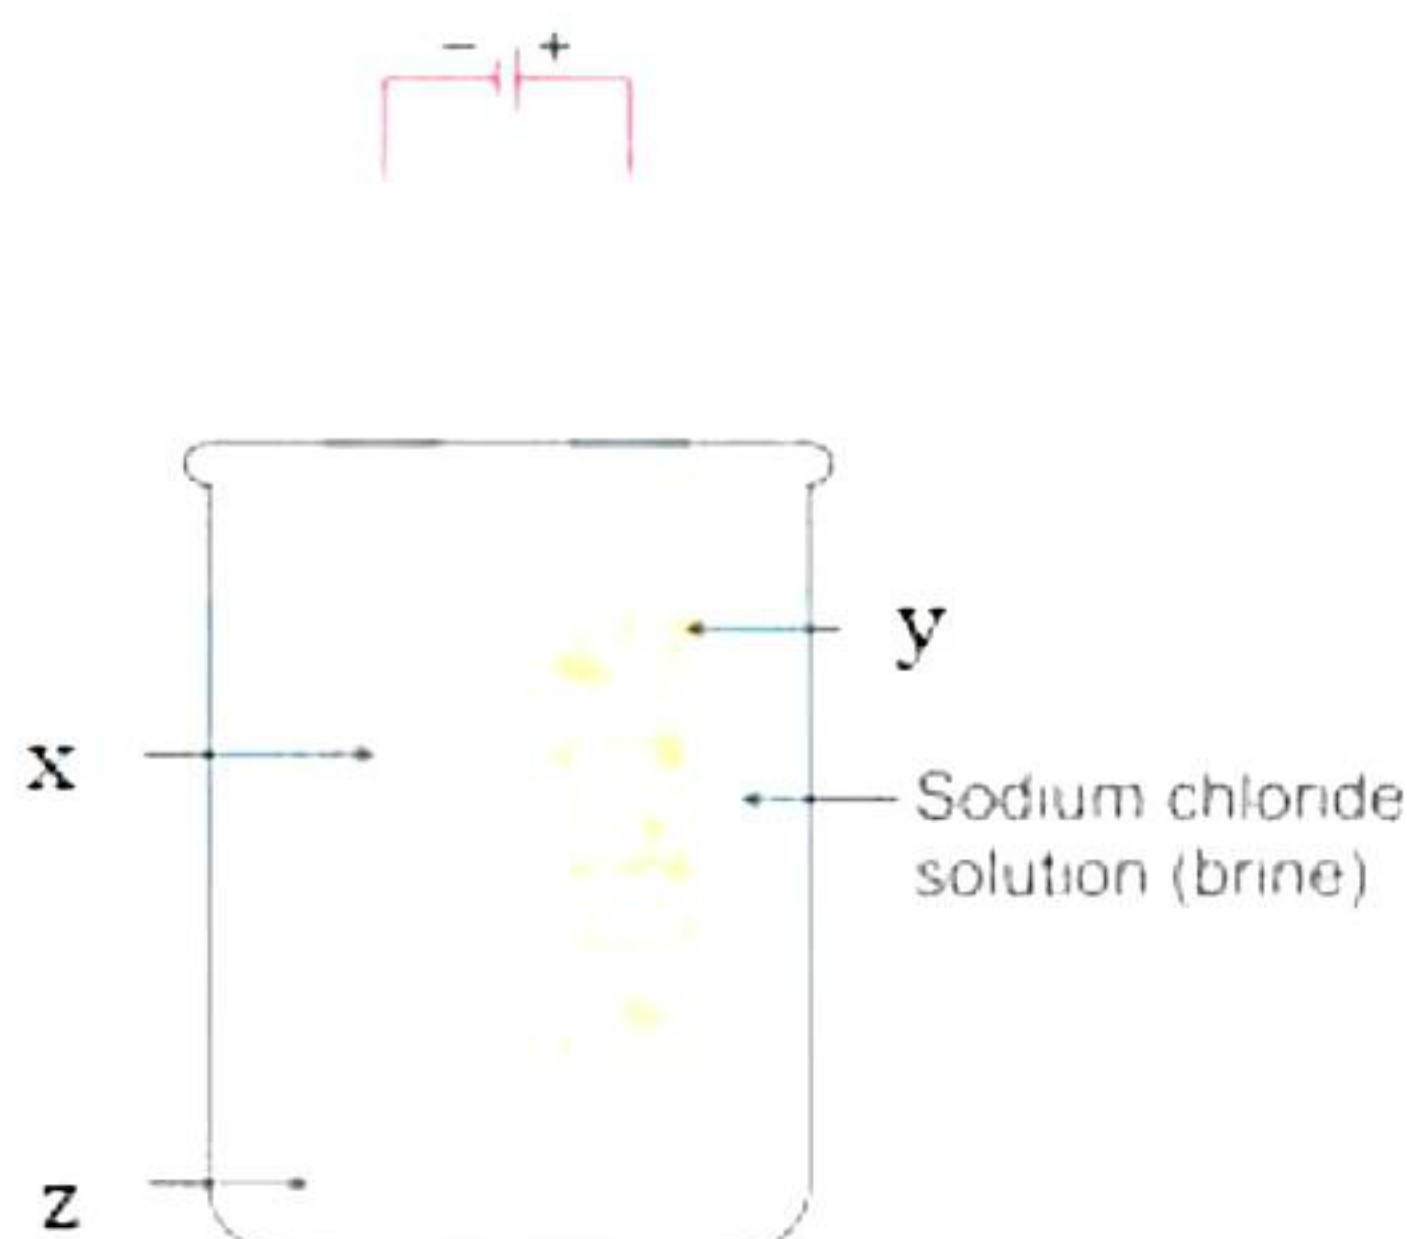 − +
y
x
Sodium chloride
solution (brine)
z